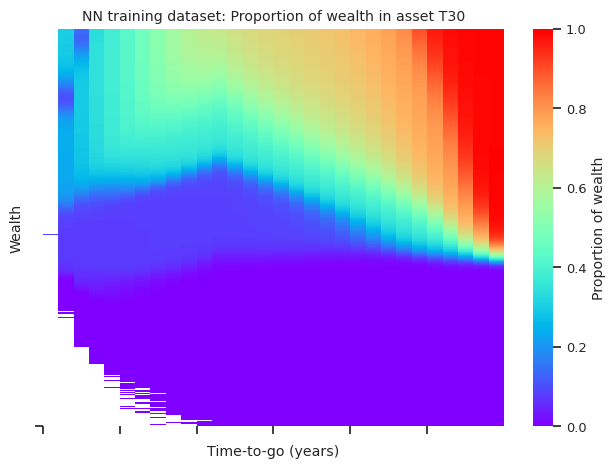 NN training dataset: Proportion of wealth in asset T30
Wealth
Time-to-go (years)
1.0
0.8
0.6
0.4
0.2
0.0
Proportion of wealth